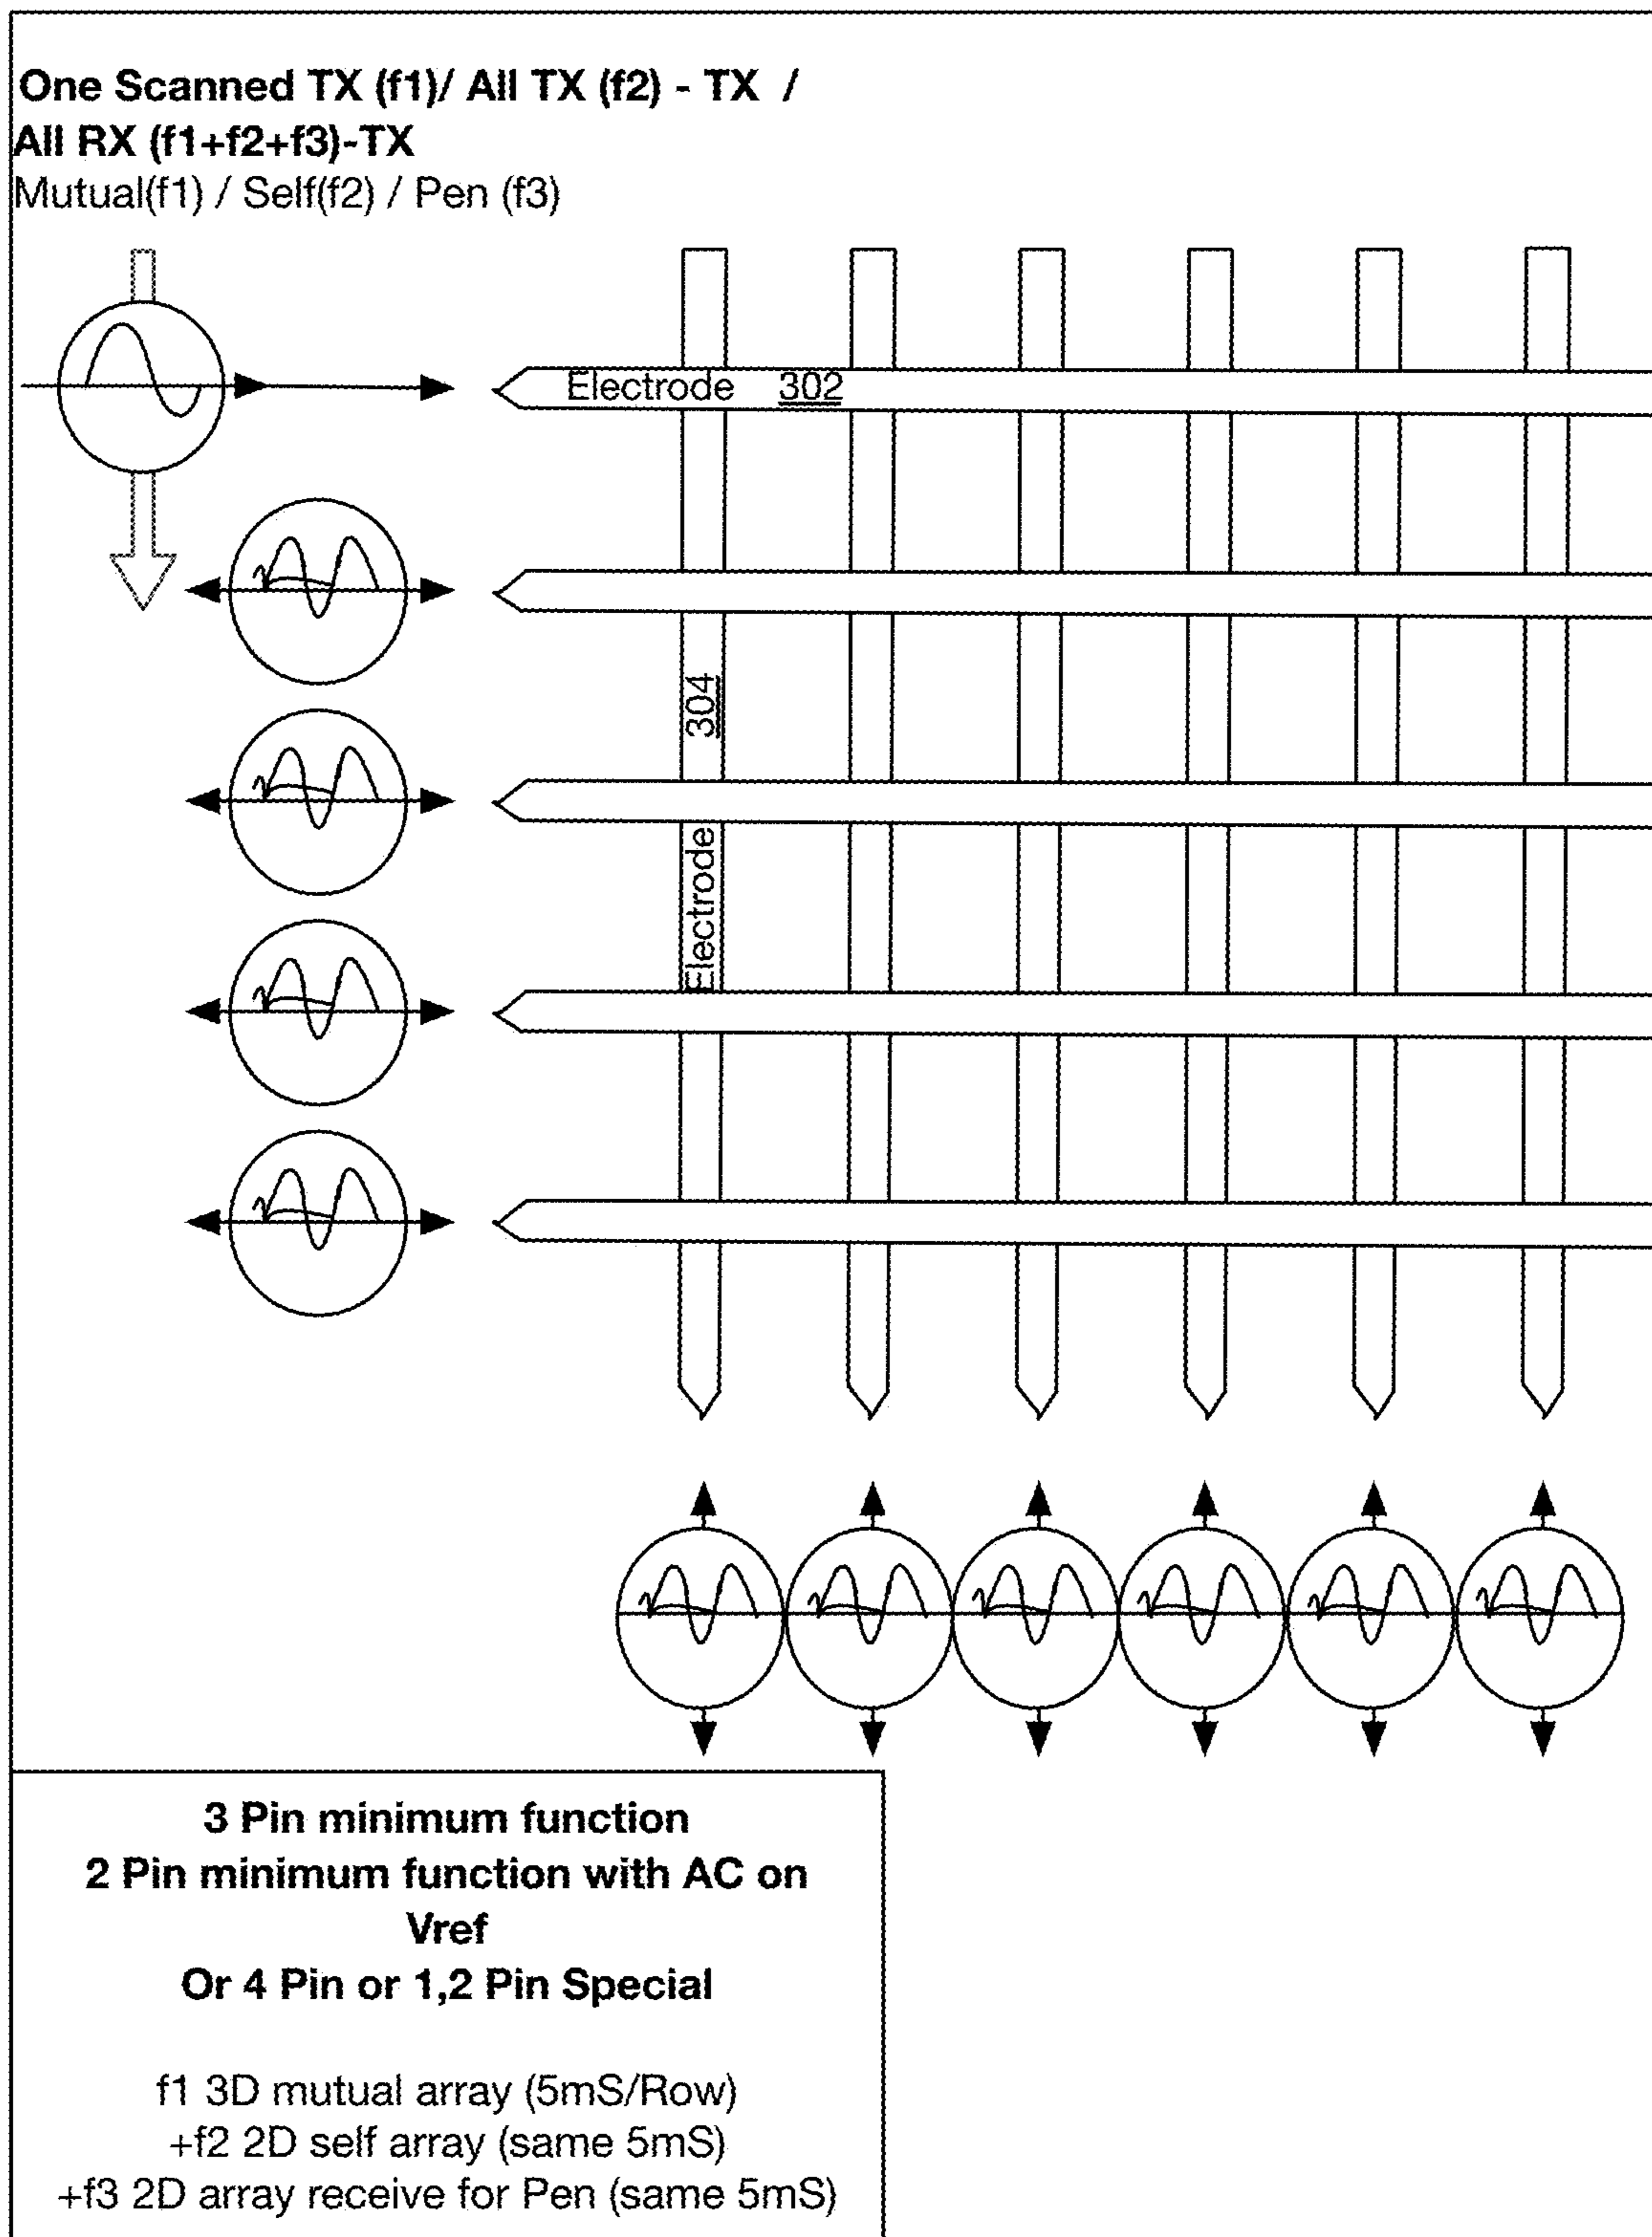 One Scanned TX (f1)/ All TX (f2) - TX /
All RX (f1+f2+f3)-TX
Mutual(f1) / Self(f2) / Pen (f3)
Electrode 302
Electrode 304
3 Pin minimum function
2 Pin minimum function with AC on
Vref
Or 4 Pin or 1,2 Pin Special
f1 3D mutual array (5mS/Row)
+f2 2D self array (same 5mS)
+f3 2D array receive for Pen (same 5mS)